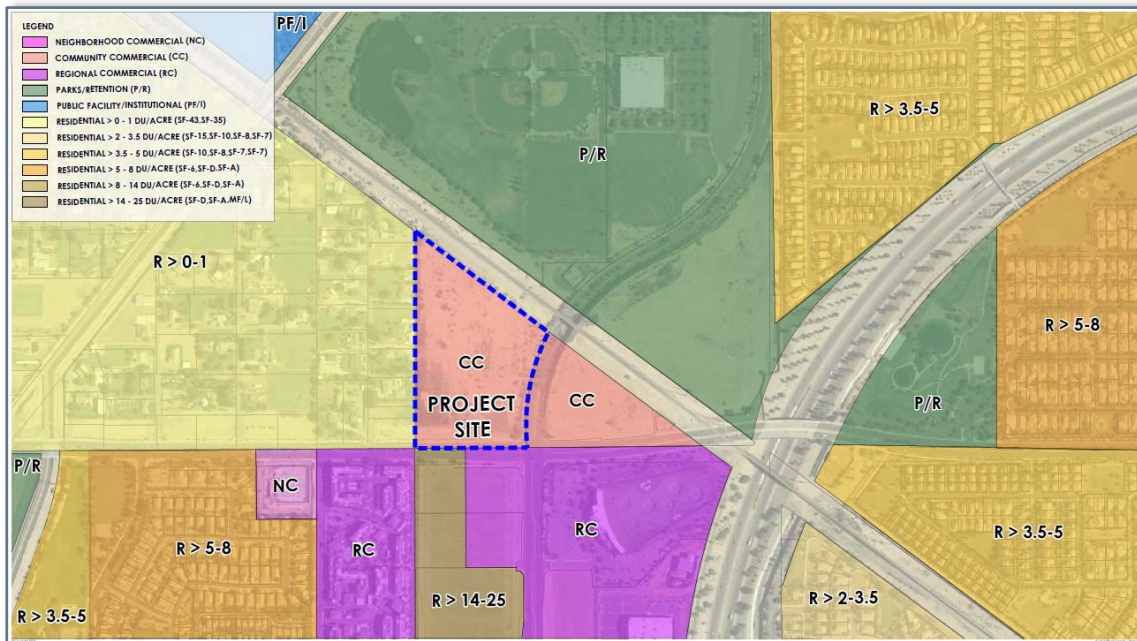 LEGEND
NEIGHBORHOOD COMMERCIAL (NC)
COMMUNITY COMMERCIAL (CC)
REGIONAL COMMERCIAL (RC)
PARKS/RETENTION (P/R)
PUBLIC FACILITY/INSTITUTIONAL (PF/I)
RESIDENTIAL > 0 - 1 DU/ACRE (SF-43,SF-35)
RESIDENTIAL > 2 - 3.5 DU/ACRE (SF-15,SF-10,SF-8,SF-7)
RESIDENTIAL > 3.5 - 5 DU/ACRE (SF-10,SF-8,SF-7,SF-7)
RESIDENTIAL > 5 - 8 DU/ACRE (SF-6,SF-D,SF-A)
RESIDENTIAL > 8 - 14 DU/ACRE (SF-6,SF-D,SF-A)
RESIDENTIAL > 14 - 25 DU/ACRE (SF-D,SF-A,MF/L)
PF/I
R > 3.5-5
P/R
R > 0-1
R > 5-8
CC
PROJECT
SITE
CC
P/R
P/R
NC
RC
RC
R > 5-8
R > 3.5-5
R > 14-25
R > 2-3.5
R > 3.5-5